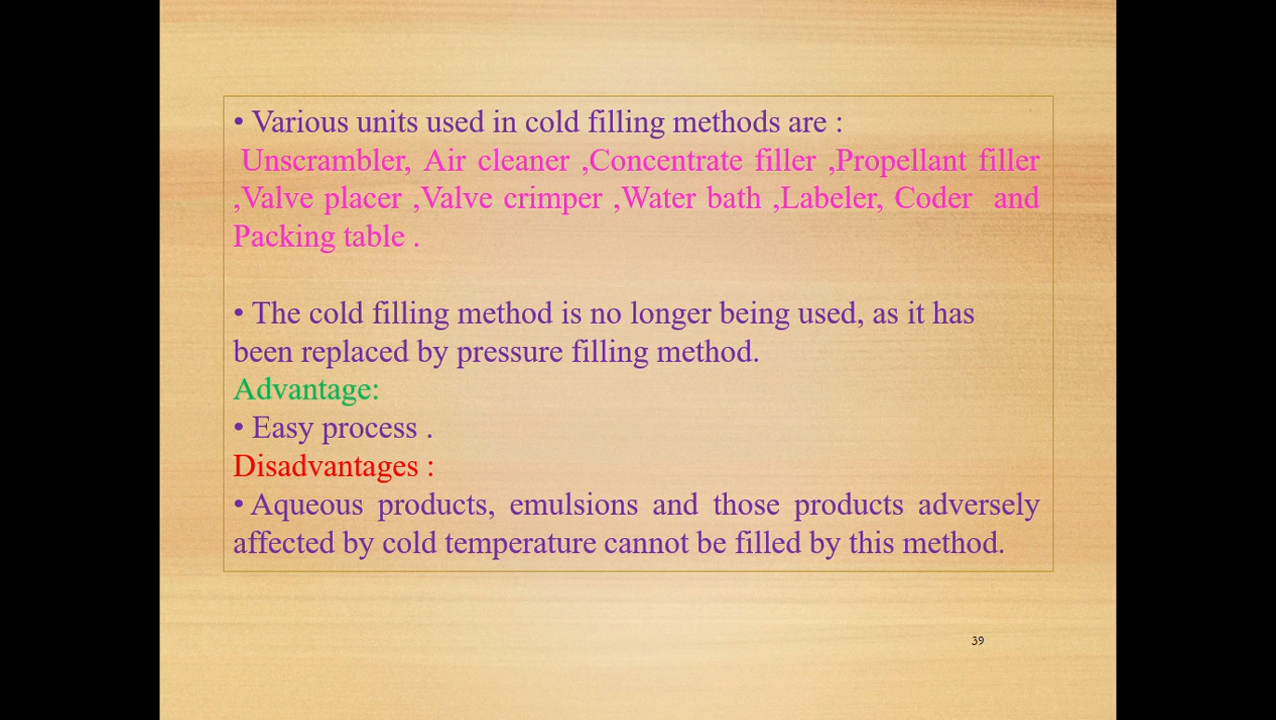 • Various units used in cold filling methods are :
Unscrambler, Air cleaner ,Concentrate filler ,Propellant filler
,Valve placer ,Valve crimper ,Water bath ,Labeler, Coder and
Packing table .
• The cold filling method is no longer being used, as it has
been replaced by pressure filling method.
Advantage:
• Easy process .
Disadvantages :
• Aqueous products, emulsions and those products adversely
affected by cold temperature cannot be filled by this method.
39